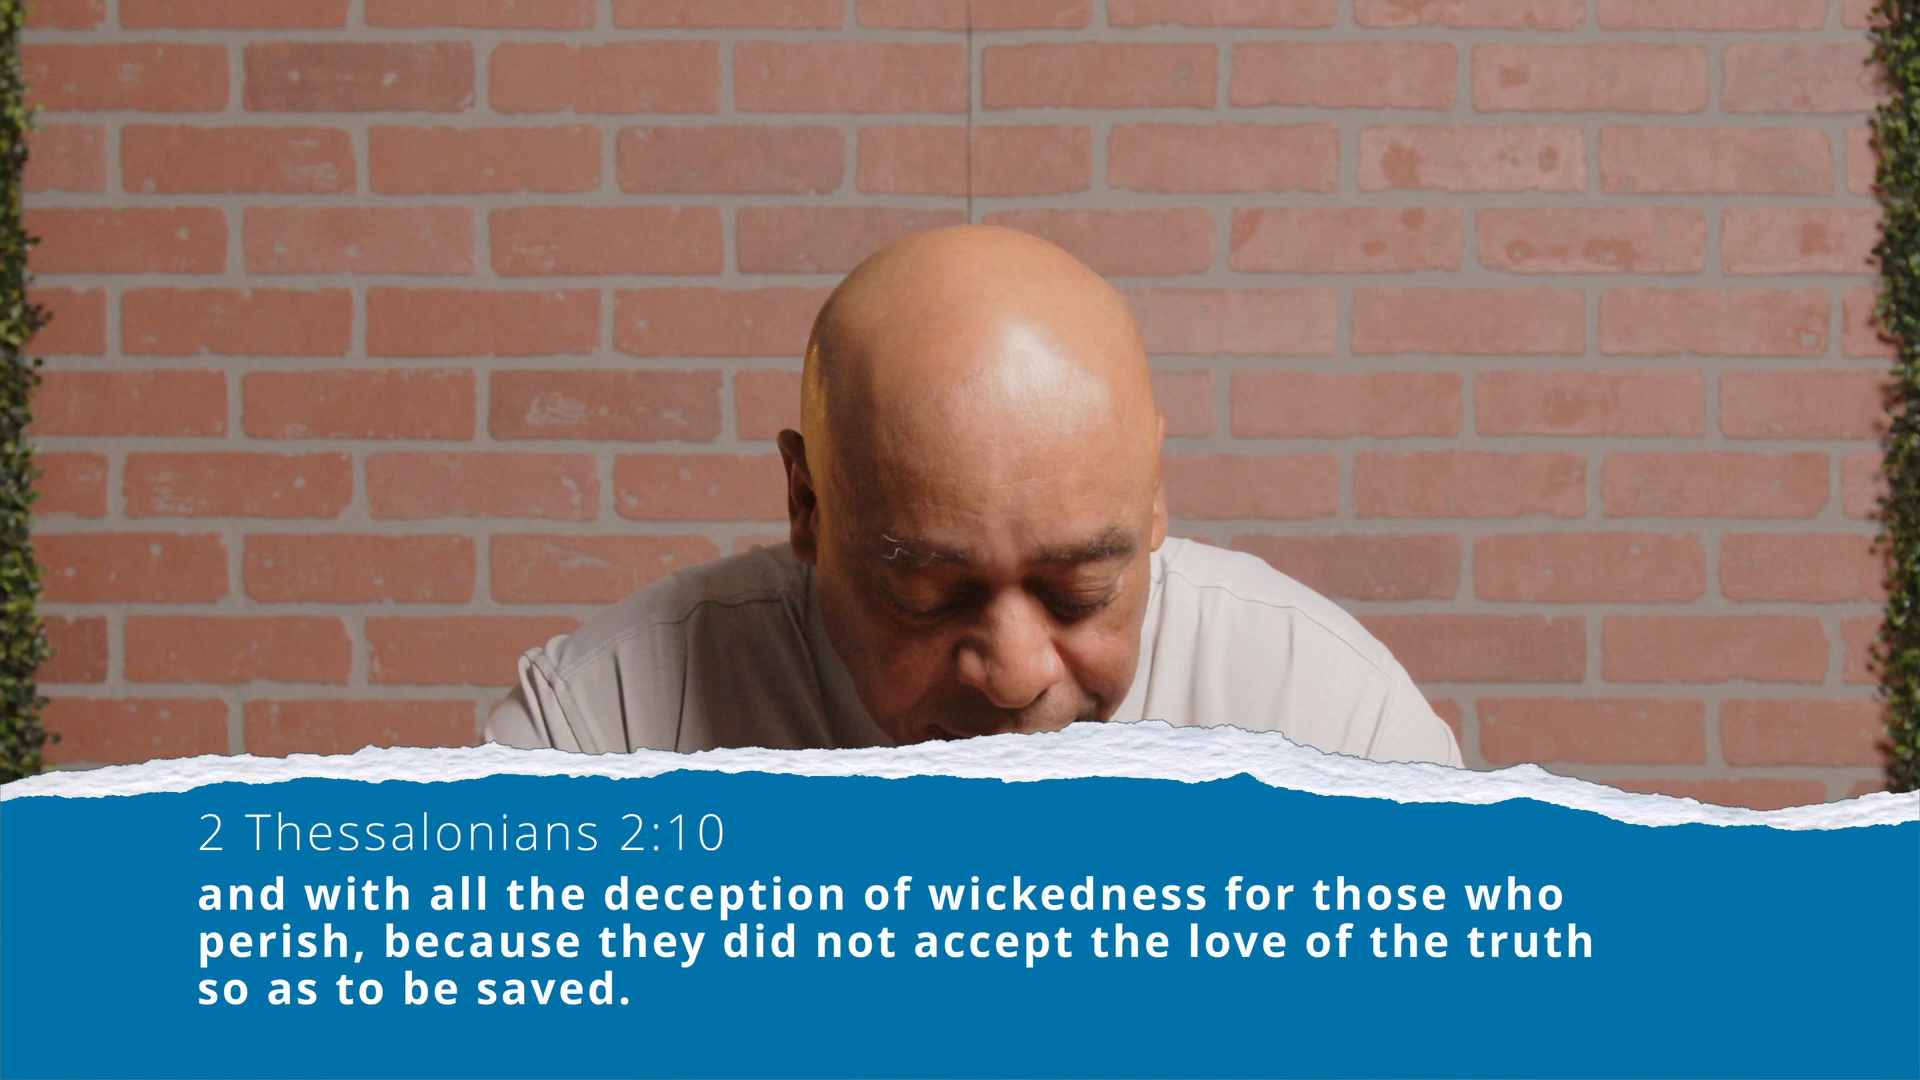 2 Thessalonians 2:10
and with all the deception of wickedness for those who
perish, because they did not accept the love of the truth
so as to be saved.